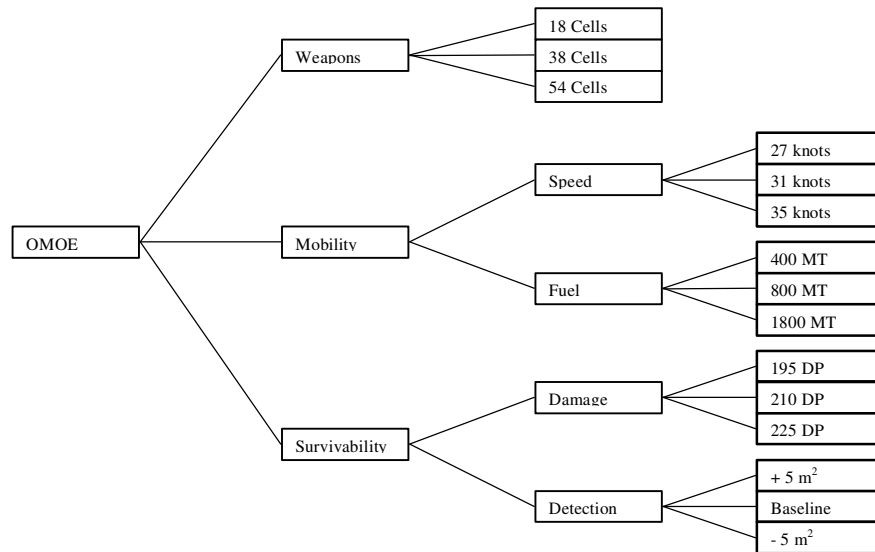 18 Cells
Weapons
38 Cells
54 Cells
27 knots
Speed
31 knots
35 knots
OMOE
Mobility
400 MT
Fuel
800 MT
1800 MT
195 DP
Damage
210 DP
225 DP
Survivability
+ 5 m²
Detection
Baseline
- 5 m²